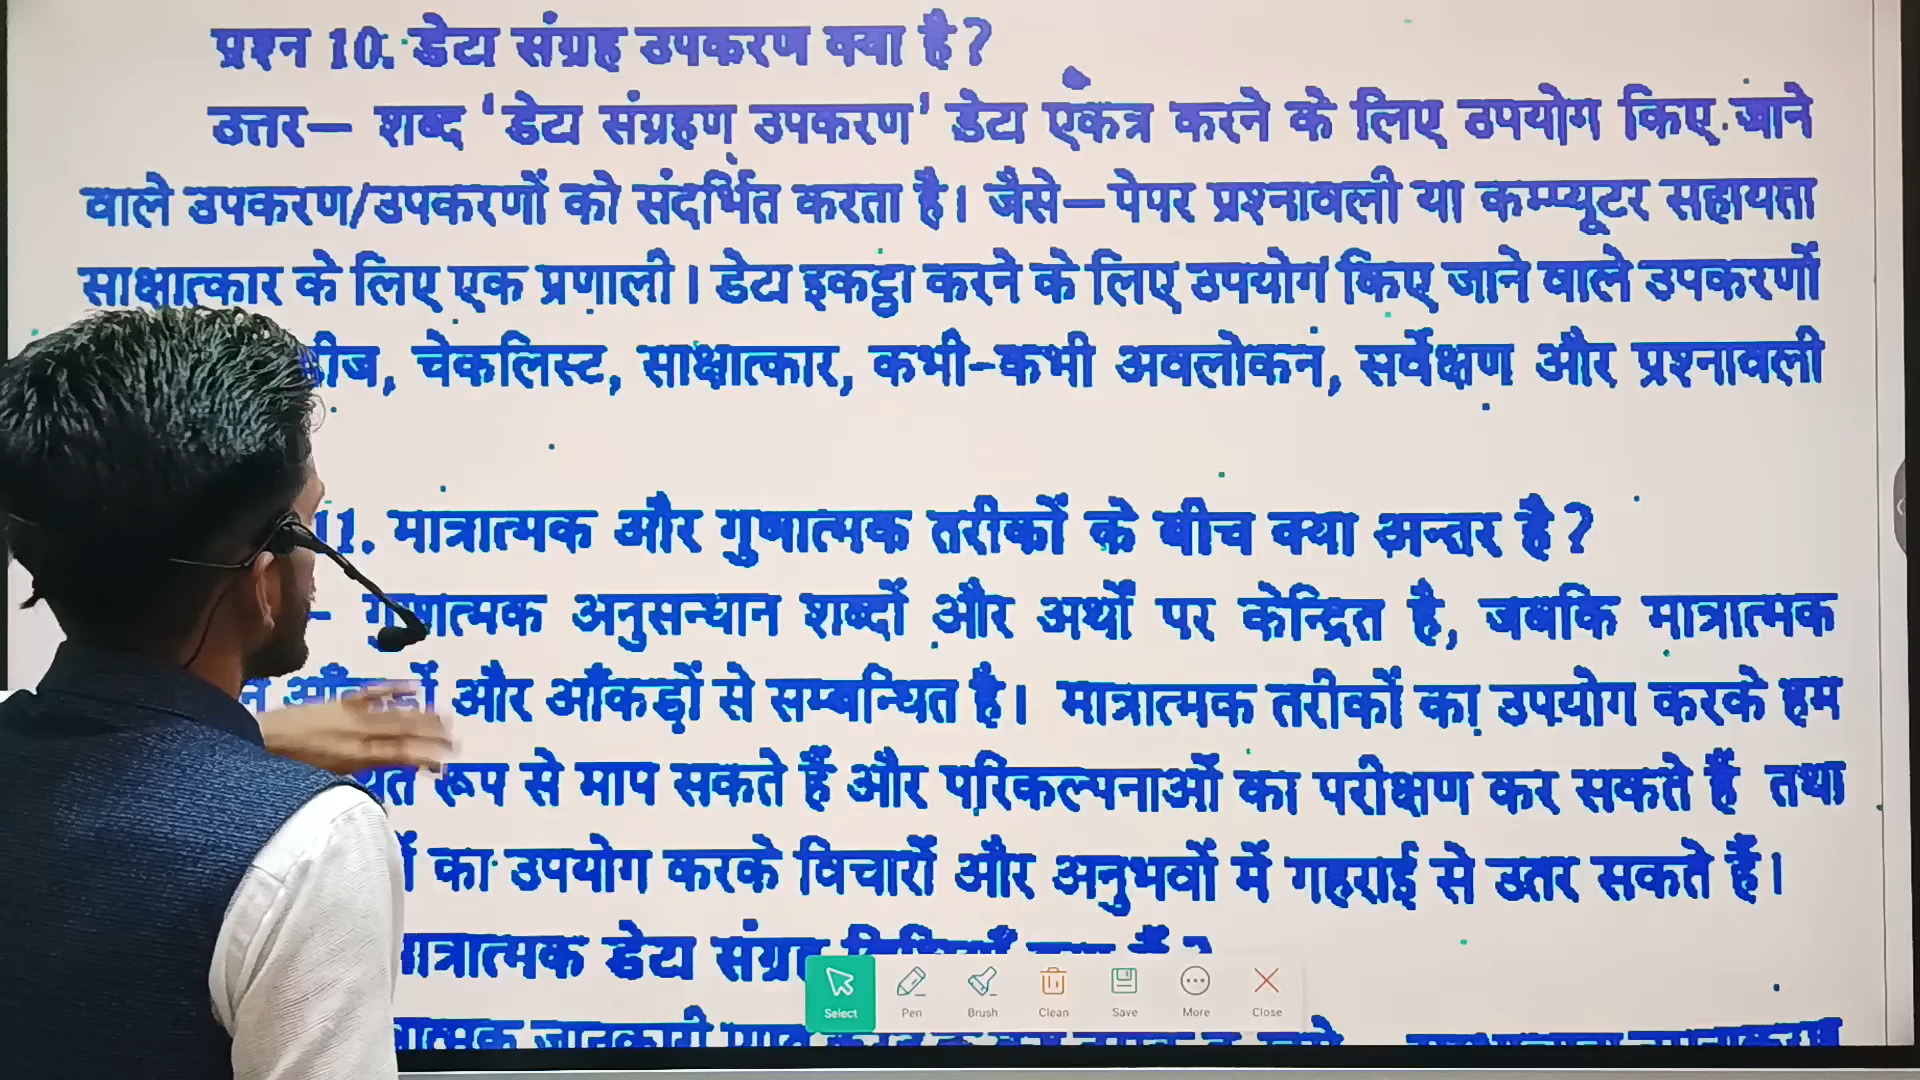 प्रश्न 10. डेटा संग्रह उपकरण क्या है?
उत्तर— शब्द ‘डेटा संग्रहण उपकरण’ डेटा एकत्र करने के लिए उपयोग किए जाने
वाले उपकरण/उपकरणों को संदर्भित करता है। जैसे—पेपर प्रश्नावली या कम्प्यूटर सहायता
साक्षात्कार के लिए एक प्रणाली। डेटा इकट्ठा करने के लिए उपयोग किए जाने वाले उपकरणों
चेकलिस्ट, साक्षात्कार, कभी-कभी अवलोकन, सर्वेक्षण और प्रश्नावली
11. मात्रात्मक और गुणात्मक तरीकों के बीच क्या अन्तर है?
– गुणात्मक अनुसन्धान शब्दों और अर्थों पर केन्द्रित है, जबकि मात्रात्मक
आँकड़ों और आँकड़ों से सम्बन्धित है। मात्रात्मक तरीकों का उपयोग करके हम
रूप से माप सकते हैं और परिकल्पनाओं का परीक्षण कर सकते हैं तथा
का उपयोग करके विचारों और अनुभवों में गहराई से उतर सकते हैं।
मात्रात्मक डेटा संग्रह
जानकारी
Select Pen Brush Clean Save More Close